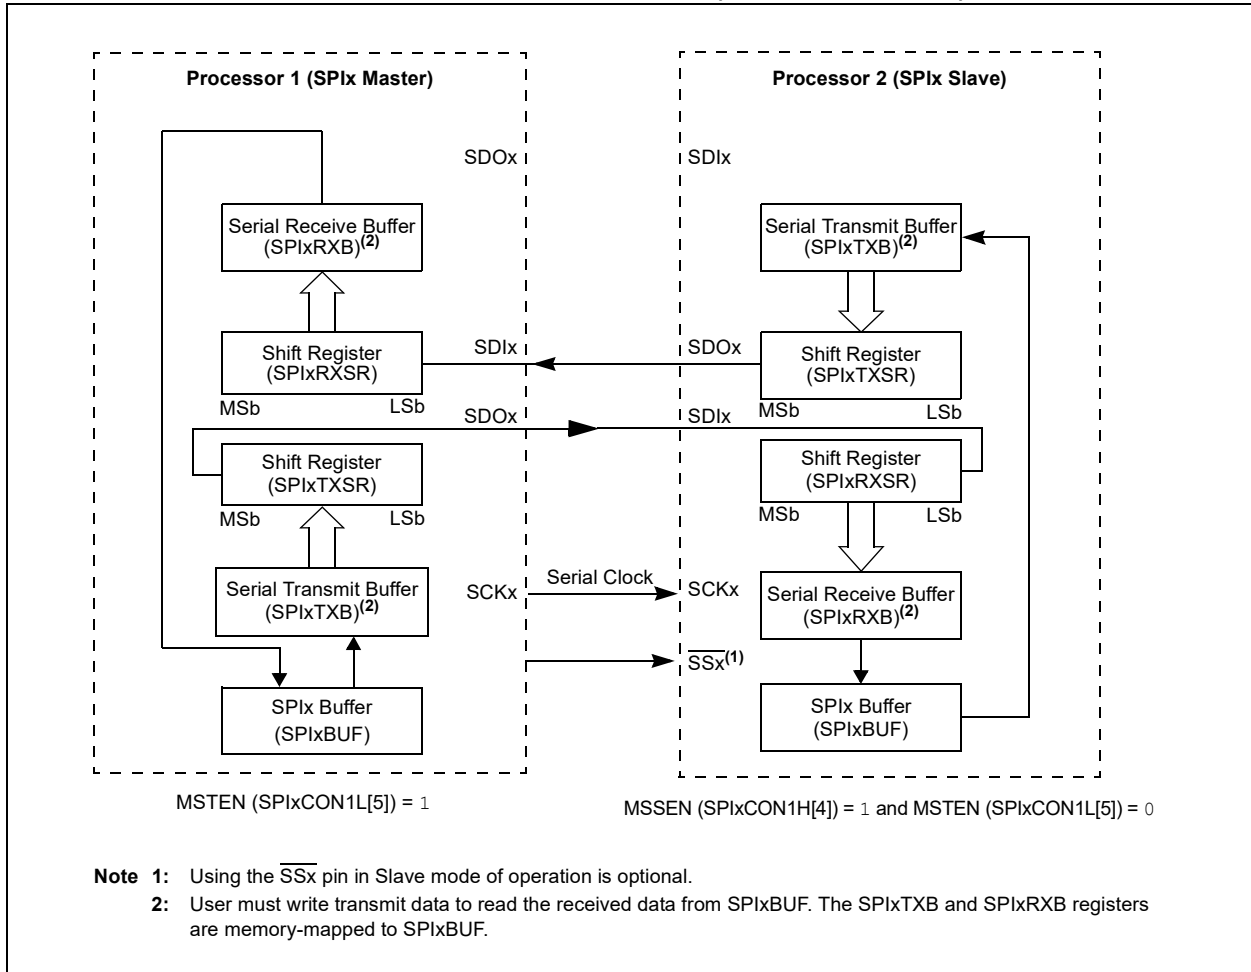 Processor 1 (SPIx Master)
SDOx
Serial Receive Buffer
(SPIxRXB)(2)
Shift Register
(SPIxRXSR)
MSb
LSb
SDIx
SDOx
Shift Register
(SPIxTXSR)
MSb
LSb
Serial Transmit Buffer
(SPIxTXB)(2)
SCKx
Serial Clock
SPIx Buffer
(SPIxBUF)
MSTEN (SPIxCON1L[5]) = 1
Processor 2 (SPIx Slave)
SDIx
Serial Transmit Buffer
(SPIxTXB)(2)
SDOx
Shift Register
(SPIxTXSR)
MSb
LSb
SDIx
Shift Register
(SPIxRXSR)
MSb
LSb
SCKx
Serial Receive Buffer
(SPIxRXB)(2)
SSx(1)
SPIx Buffer
(SPIxBUF)
MSSEN (SPIxCON1H[4]) = 1 and MSTEN (SPIxCON1L[5]) = 0
Note 1: Using the SSx pin in Slave mode of operation is optional.
2: User must write transmit data to read the received data from SPIxBUF. The SPIxTXB and SPIxRXB registers
are memory-mapped to SPIxBUF.